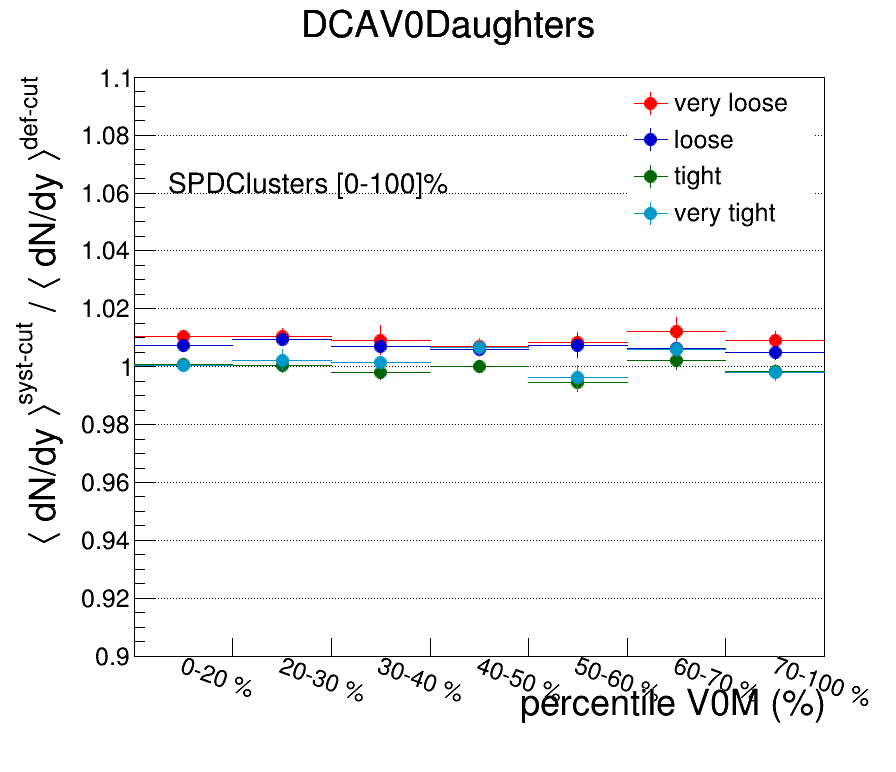 DCAV0Daughters
⟨ dN/dy ⟩^syst-cut / ⟨ dN/dy ⟩^def-cut
1.1
1.08
1.06
1.04
1.02
1
0.98
0.96
0.94
0.92
0.9
very loose
loose
tight
very tight
SPDClusters [0-100]%
0-20 %
20-30 %
30-40 %
40-50 %
50-60 %
60-70 %
70-100 %
percentile V0M (%)